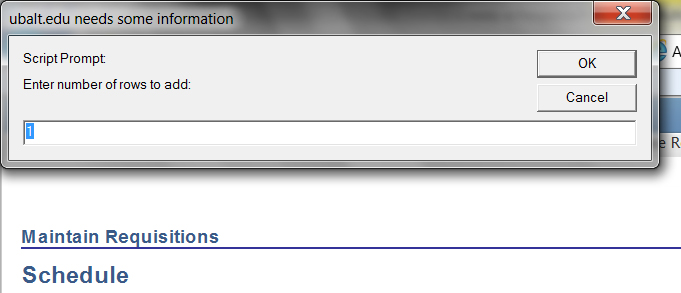 ubalt.edu needs some information
Script Prompt:
OK
Enter number of rows to add:
Cancel
1
A
e R
Maintain Requisitions
Schedule